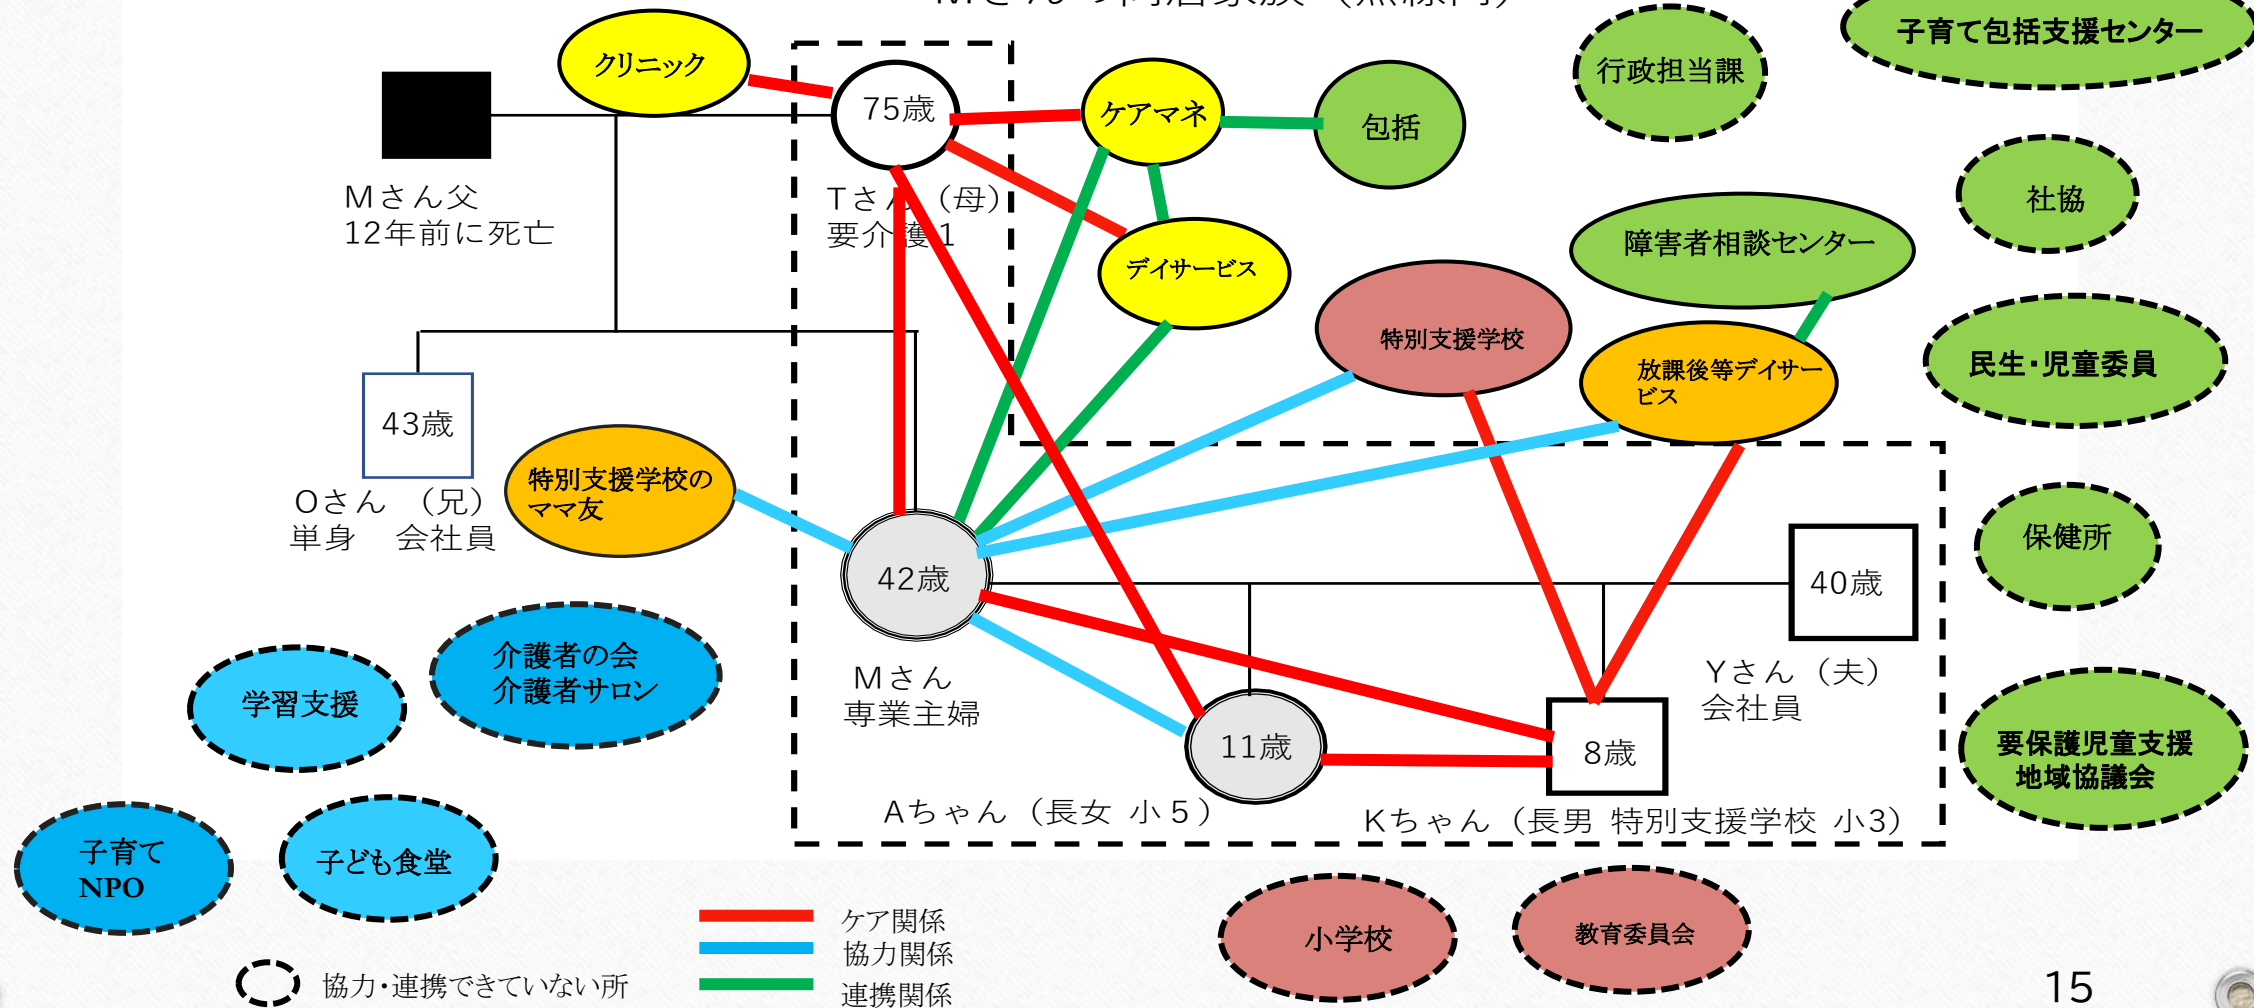 Mさんの同居家族（点線内）
子育て包括支援センター
クリニック
75歳
ケアマネ
包括
行政担当課
Mさん父
12年前に死亡
Tさん（母）
要介護1
社協
障害者相談センター
デイサービス
特別支援学校
放課後等デイサー
ビス
民生・児童委員
43歳
Oさん （兄）
単身 会社員
特別支援学校の
ママ友
保健所
42歳
40歳
Mさん
専業主婦
Yさん（夫）
会社員
介護者の会
介護者サロン
学習支援
11歳
8歳
要保護児童支援
地域協議会
Aちゃん（長女 小５）
Kちゃん（長男 特別支援学校 小3）
子育て
NPO
子ども食堂
小学校
教育委員会
ケア関係
協力関係
連携関係
協力・連携できていない所
15